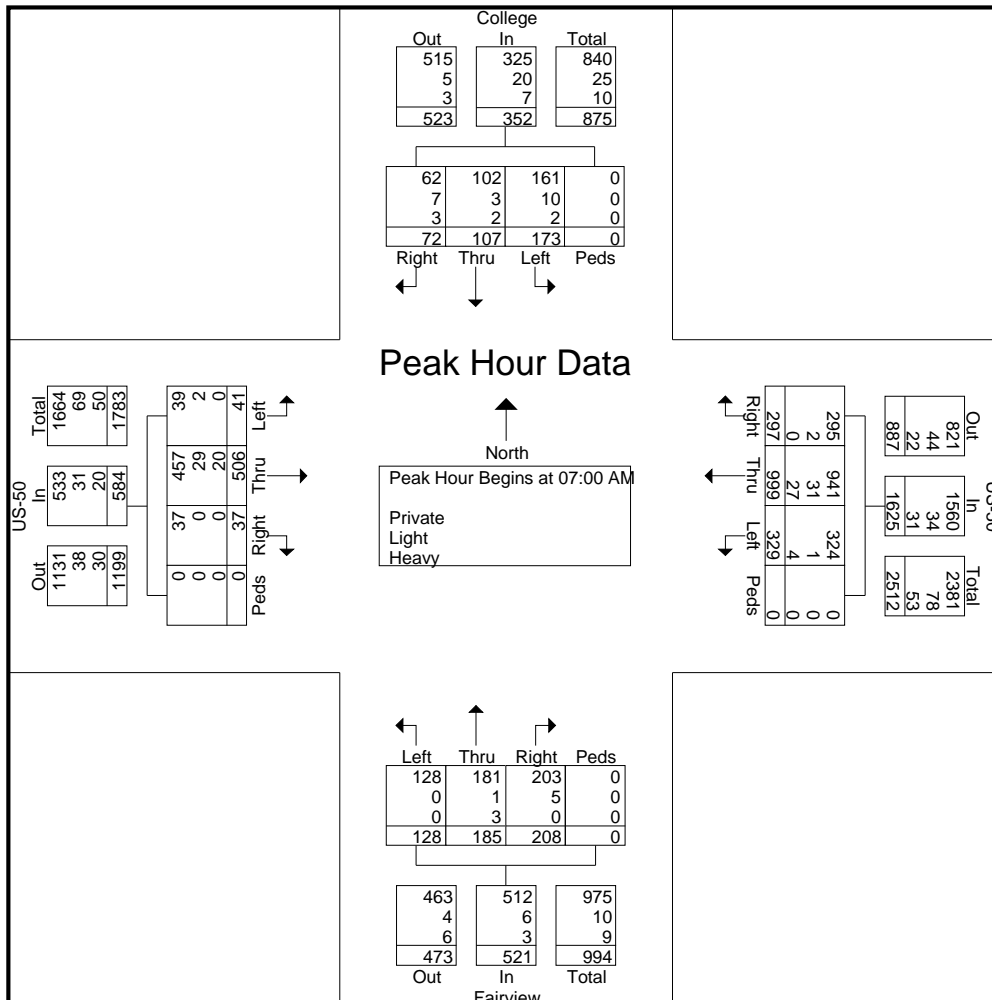 College
Out In Total
515 325 840
5 20 25
3 7 10
523 352 875
62 102 161 0
7 3 10 0
3 2 2 0
72 107 173 0
Right Thru Left Peds
Peak Hour Data
North
Peak Hour Begins at 07:00 AM
Private
Light
Heavy
US-50
Out In Total
1131 533 1664
38 31 69
30 20 50
1199 584 1783
Left Thru Right Peds
39 457 37 0
2 29 0 0
0 20 0 0
41 506 37 0
Right Thru Left Peds
295 941 324 0
2 31 1 0
0 27 4 0
297 999 329 0
US-50
Out In Total
821 1560 2381
44 34 78
22 31 53
887 1625 2512
Left Thru Right Peds
128 181 203 0
0 1 5 0
0 3 0 0
128 185 208 0
463 512 975
4 6 10
6 3 9
473 521 994
Out In Total
Fairview